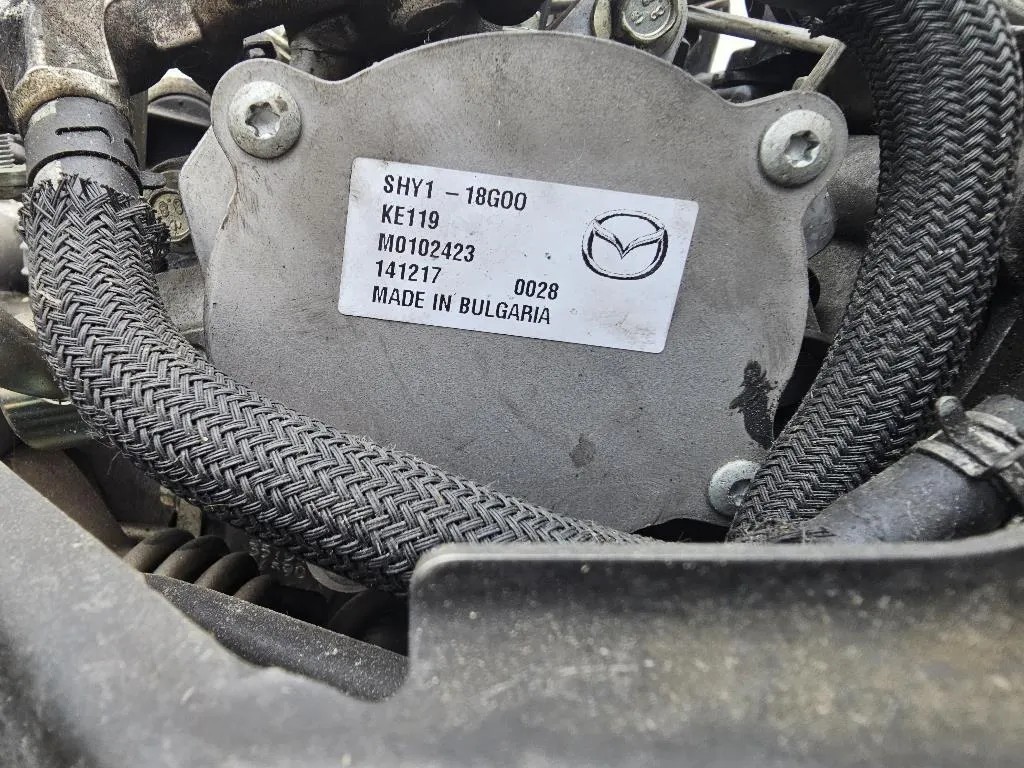 SHY1 -18G00
KE119
M0102423
141217 0028
MADE IN BULGARIA